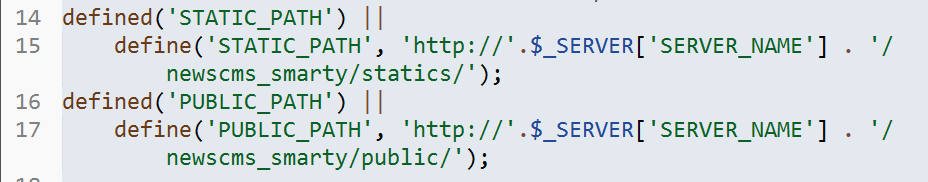 14 defined('STATIC_PATH') ||
15 define('STATIC_PATH', 'http://'.$_SERVER['SERVER_NAME'] . '/
newscms_smarty/statics/');
16 defined('PUBLIC_PATH') ||
17 define('PUBLIC_PATH', 'http://'.$_SERVER['SERVER_NAME'] . '/
newscms_smarty/public/');